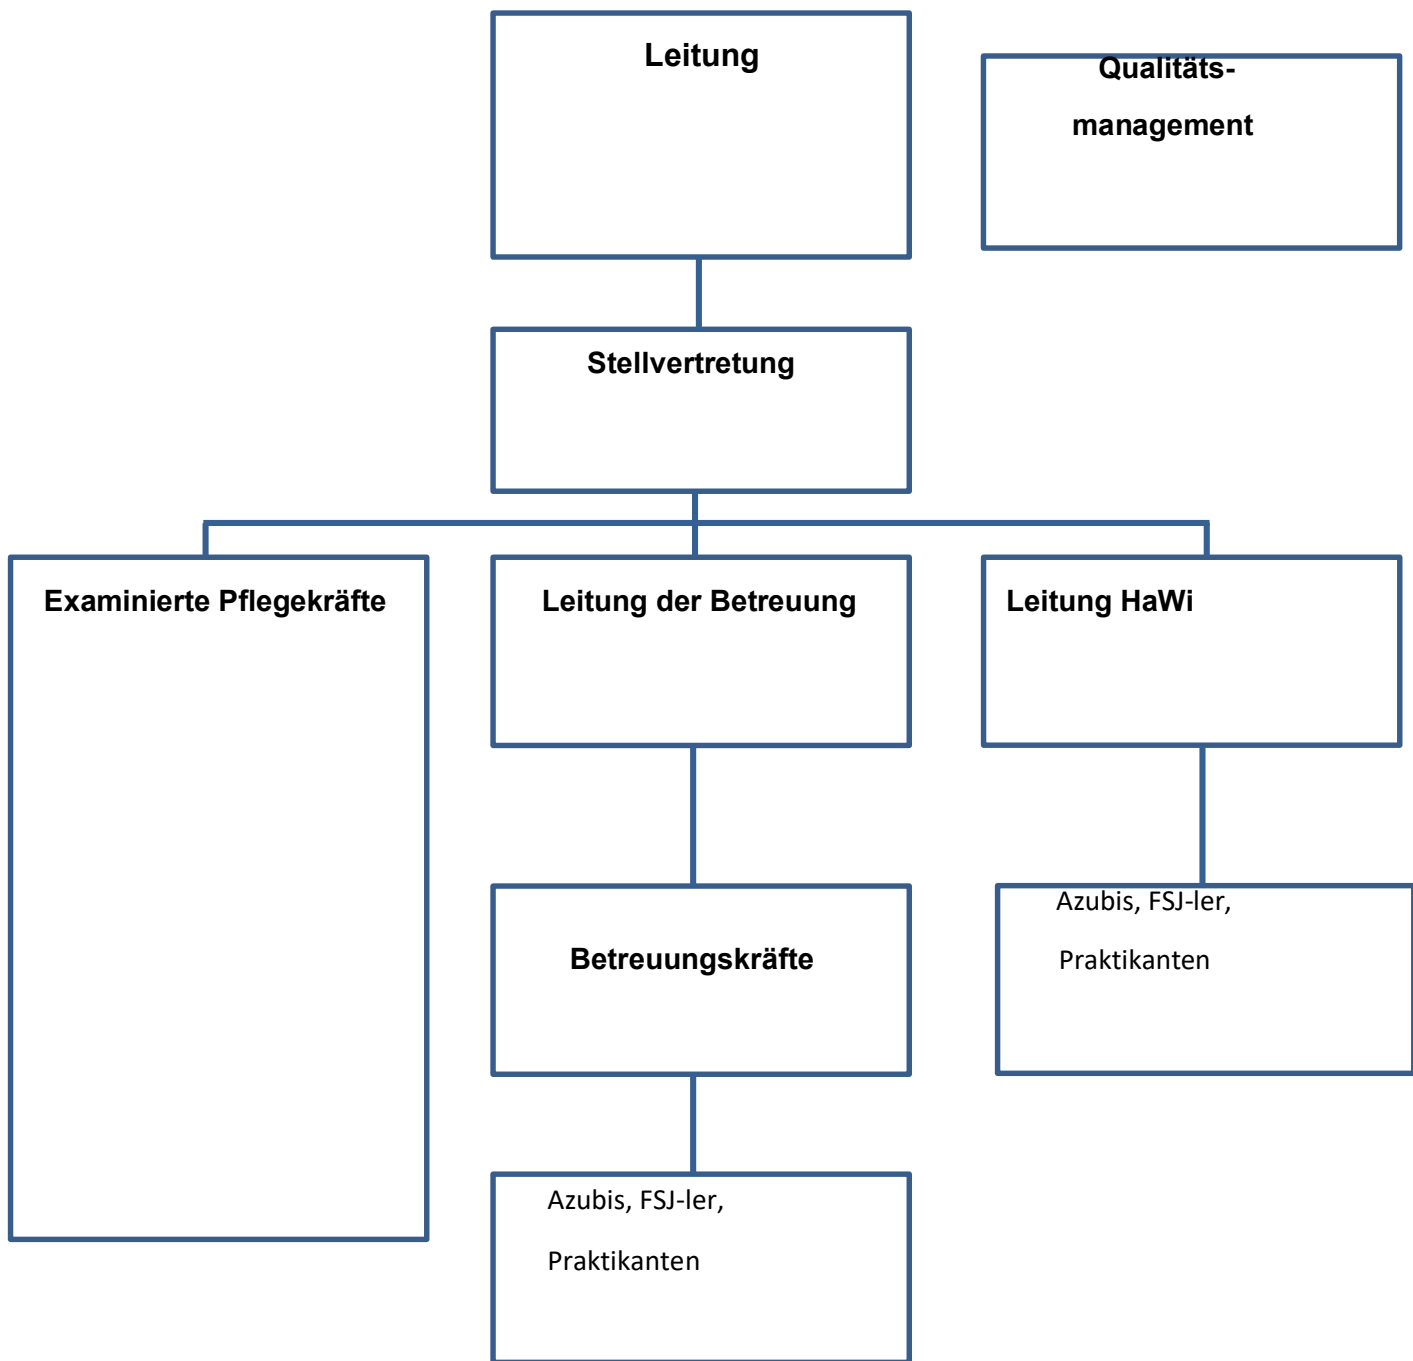 Leitung
Qualitäts-
management
Stellvertretung
Examinierte Pflegekräfte
Leitung der Betreuung
Leitung HaWi
Betreuungskräfte
Azubis, FSJ-ler,
Praktikanten
Azubis, FSJ-ler,
Praktikanten